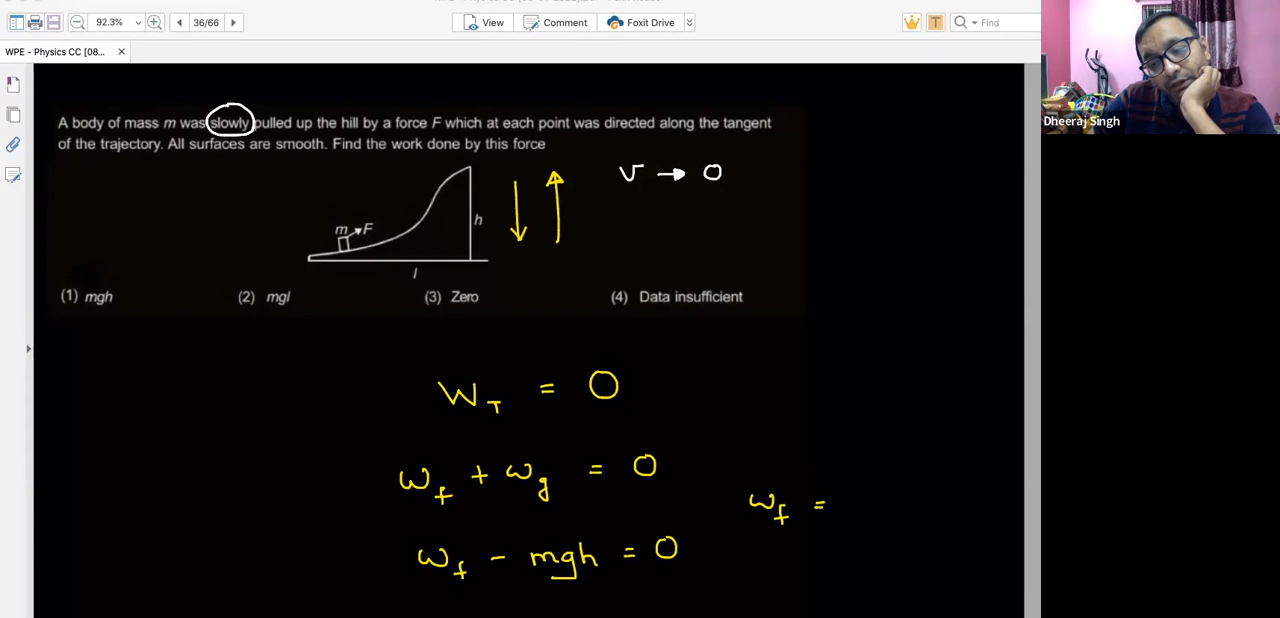 92.3%
36/66
View
Comment
Foxit Drive
Find
WPE - Physics CC [08...
Dheeraj Singh
A body of mass m was slowly pulled up the hill by a force F which at each point was directed along the tangent
of the trajectory. All surfaces are smooth. Find the work done by this force
v → 0
m F
h
l
(1) mgh (2) mgl (3) Zero (4) Data insufficient
W_T = 0
W_f + W_g = 0
W_f =
W_f - mgh = 0